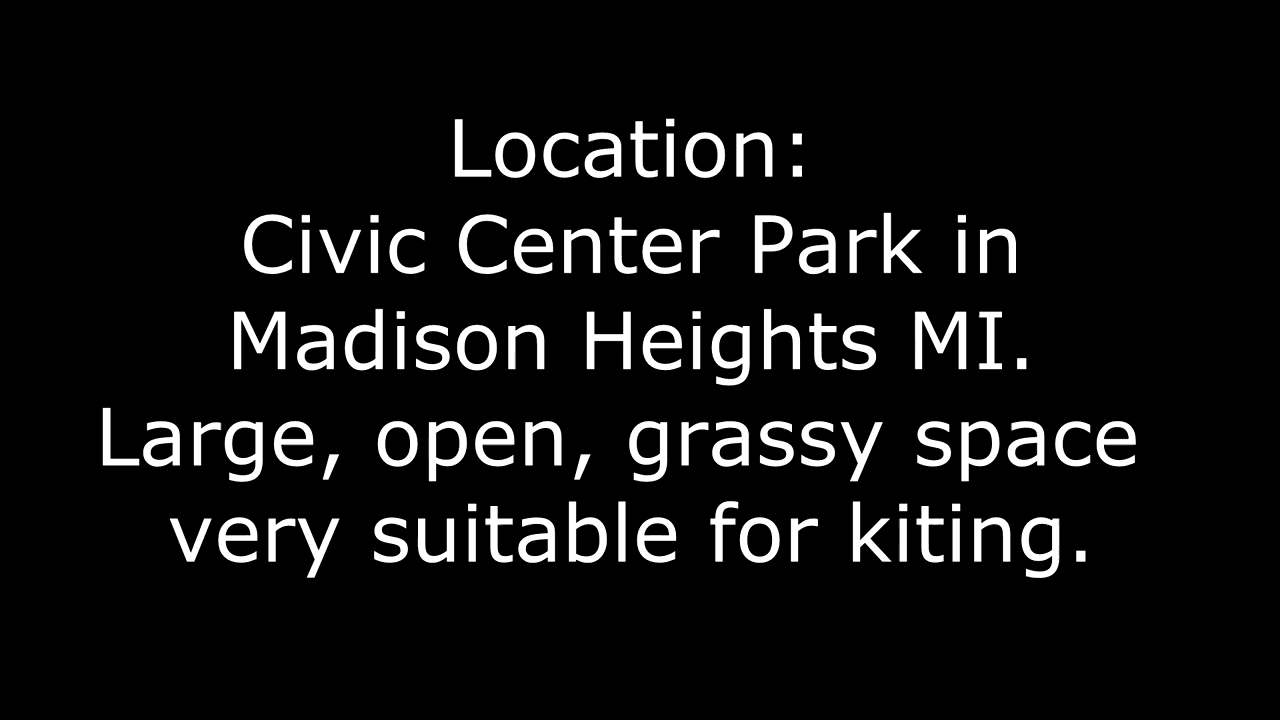 Location:
Civic Center Park in
Madison Heights MI.
Large, open, grassy space
very suitable for kiting.